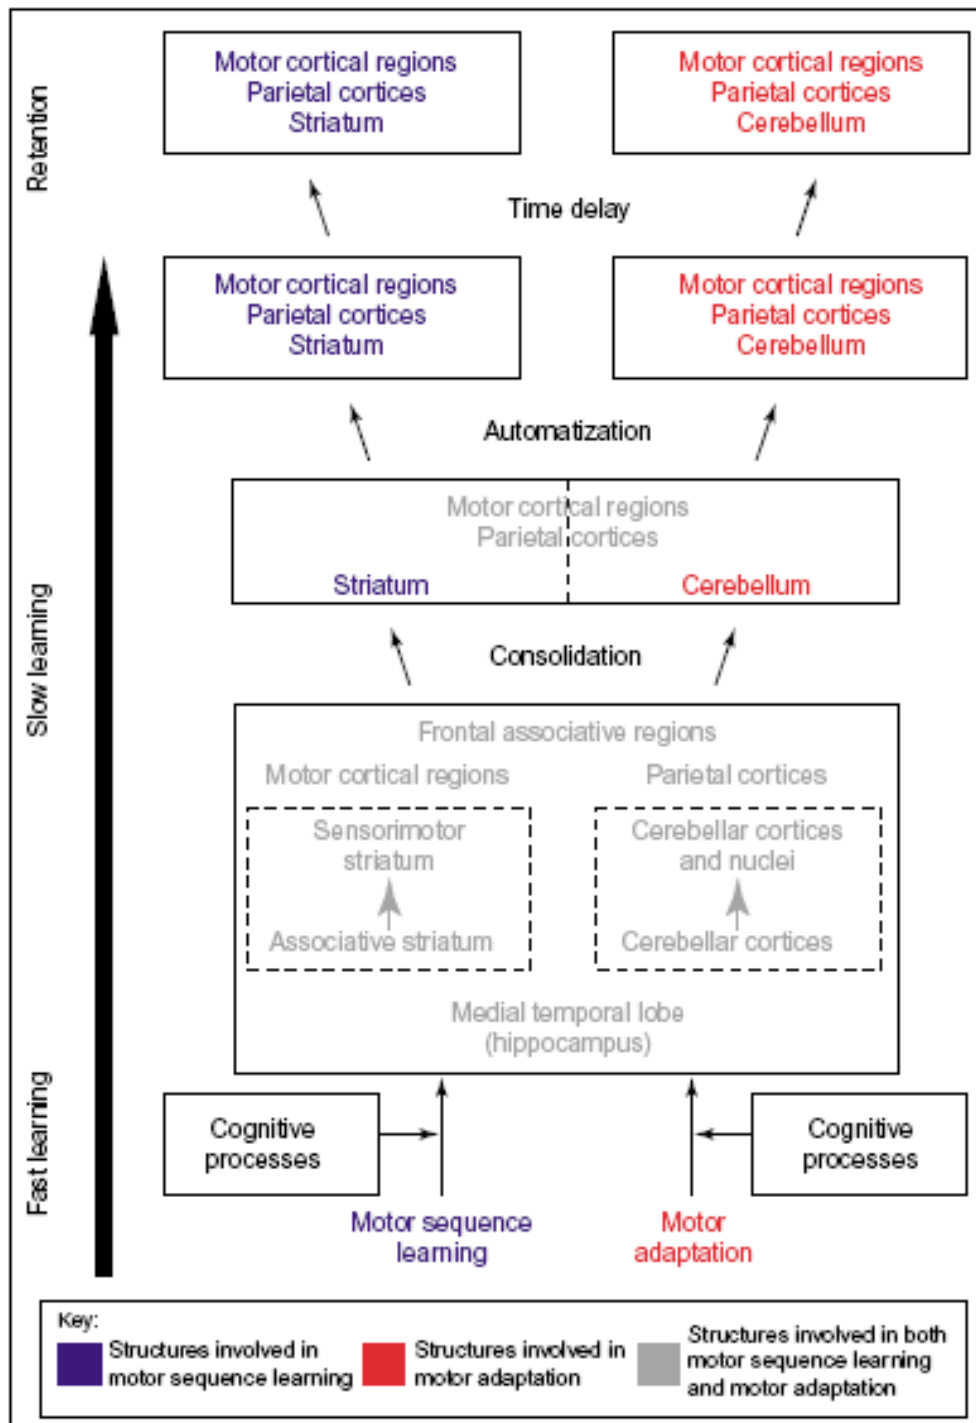 Retention
Motor cortical regions
Parietal cortices
Striatum
Motor cortical regions
Parietal cortices
Cerebellum
Time delay
Motor cortical regions
Parietal cortices
Striatum
Motor cortical regions
Parietal cortices
Cerebellum
Automatization
Slow learning
Motor cortical regions
Parietal cortices
Striatum
Cerebellum
Consolidation
Frontal associative regions
Motor cortical regions
Parietal cortices
Sensorimotor
striatum
Associative striatum
Cerebellar cortices
and nuclei
Cerebellar cortices
Medial temporal lobe
(hippocampus)
Fast learning
Cognitive
processes
Cognitive
processes
Motor sequence
learning
Motor
adaptation
Key:
Structures involved in
motor sequence learning
Structures involved in
motor adaptation
Structures involved in both
motor sequence learning
and motor adaptation